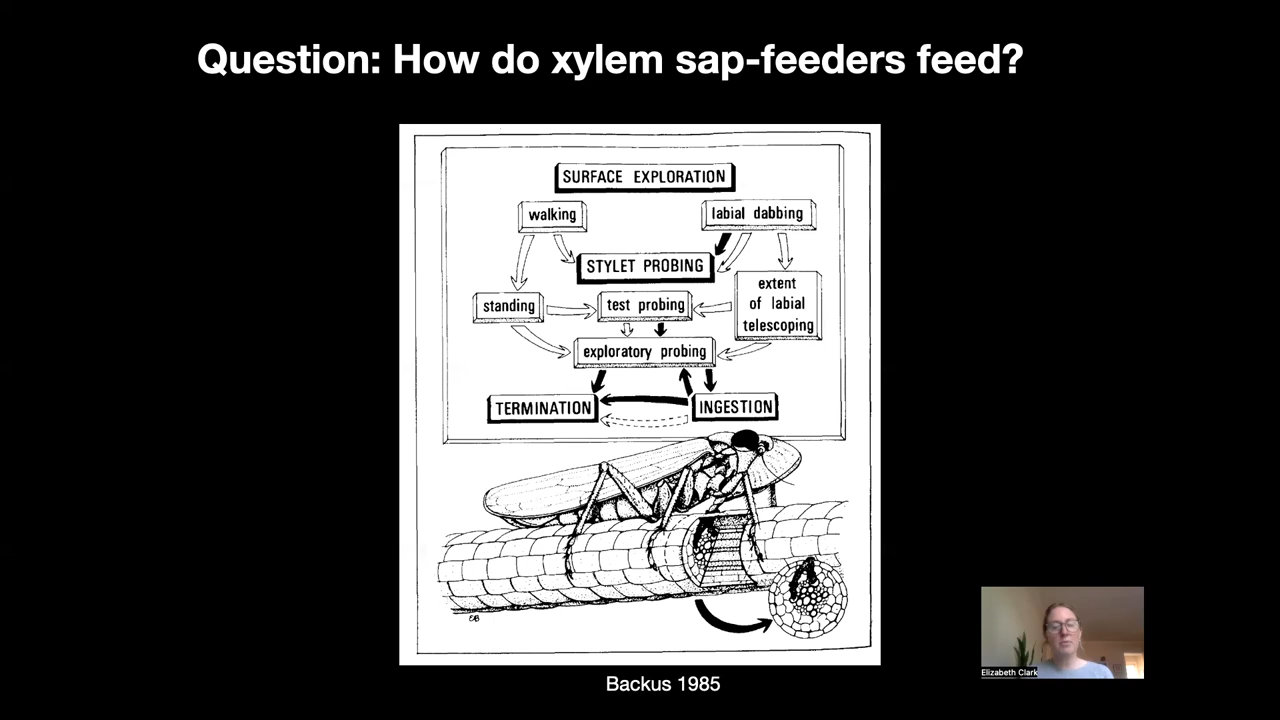 Question: How do xylem sap-feeders feed?
SURFACE EXPLORATION
walking
labial dabbing
STYLET PROBING
standing
test probing
extent
of labial
telescoping
exploratory probing
TERMINATION
INGESTION
Backus 1985
Elizabeth Clark